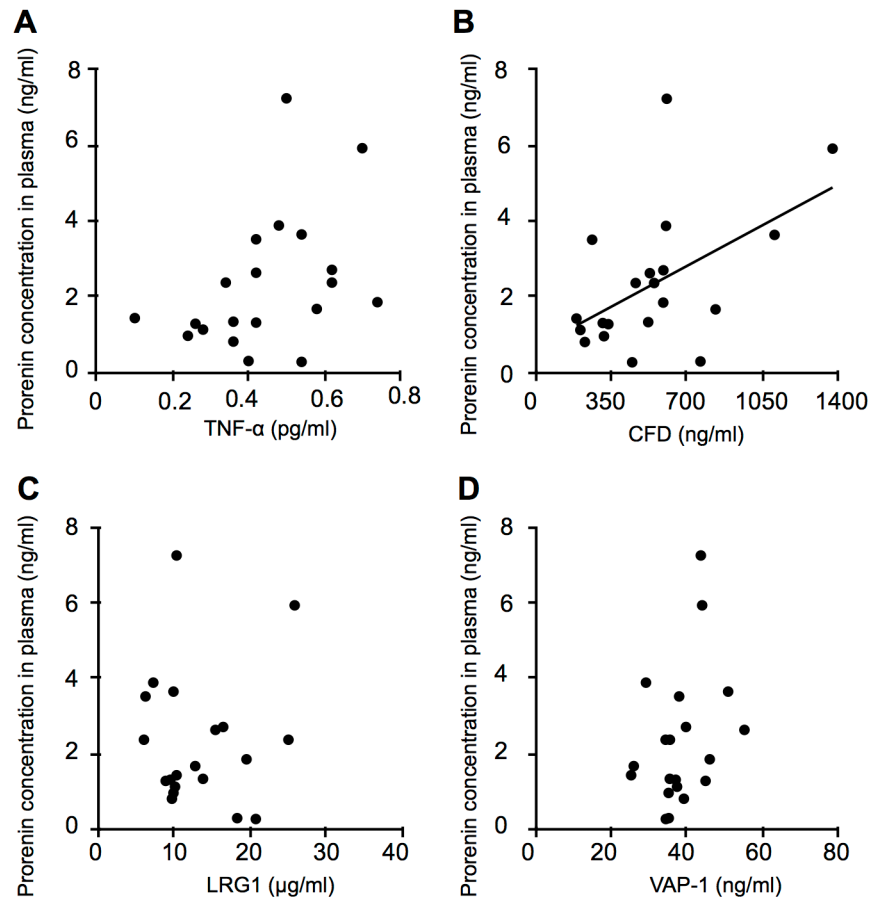 A
Prorenin concentration in plasma (ng/ml)
8
6
4
2
0
0 0.2 0.4 0.6 0.8
TNF-α (pg/ml)
B
Prorenin concentration in plasma (ng/ml)
8
6
4
2
0
0 350 700 1050 1400
CFD (ng/ml)
C
Prorenin concentration in plasma (ng/ml)
8
6
4
2
0
0 10 20 30 40
LRG1 (µg/ml)
D
Prorenin concentration in plasma (ng/ml)
8
6
4
2
0
0 20 40 60 80
VAP-1 (ng/ml)